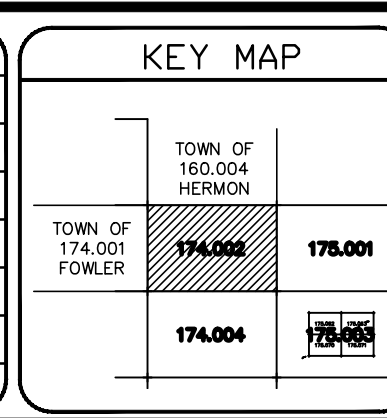 KEY MAP
TOWN OF
160.004
HERMON
TOWN OF
174.001
FOWLER
174.002
175.001
174.004
175.003